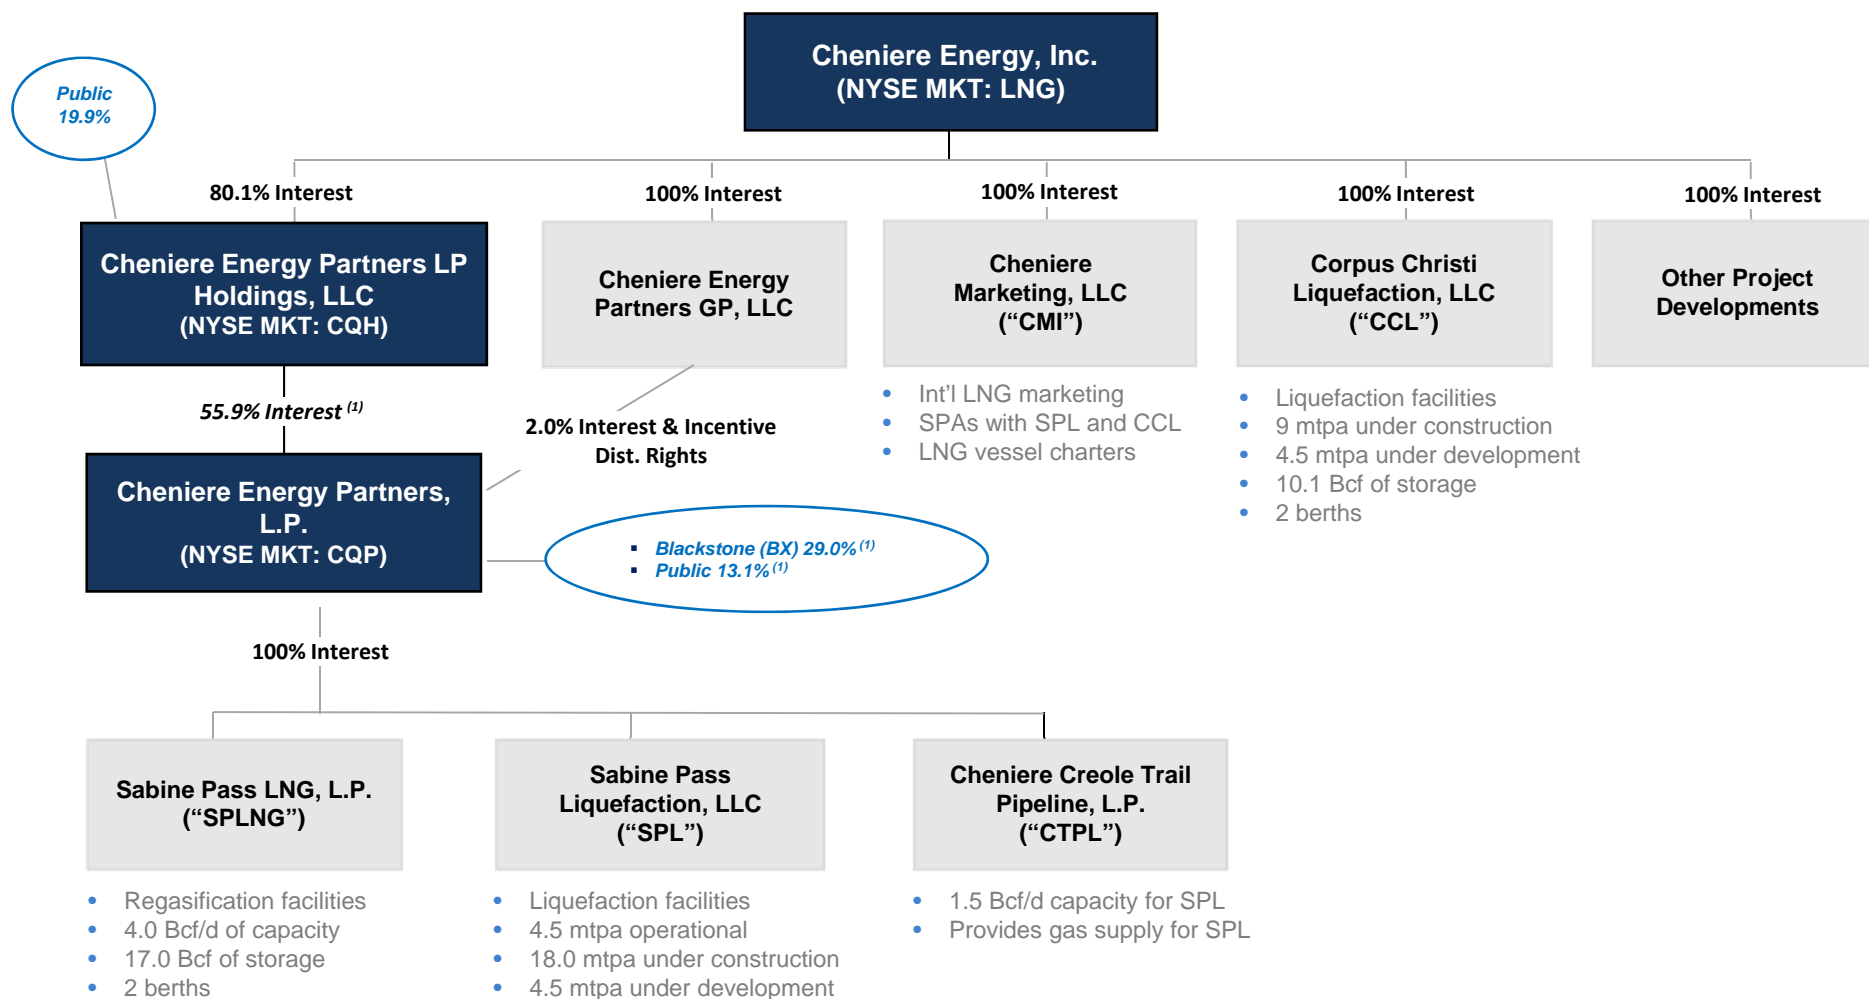 Cheniere Energy, Inc.
(NYSE MKT: LNG)
Public
19.9%
80.1% Interest
100% Interest
100% Interest
100% Interest
100% Interest
Cheniere Energy Partners LP
Holdings, LLC
(NYSE MKT: CQH)
Cheniere Energy
Partners GP, LLC
Cheniere
Marketing, LLC
(“CMI”)
Corpus Christi
Liquefaction, LLC
(“CCL”)
Other Project
Developments
• Int’l LNG marketing
• SPAs with SPL and CCL
• LNG vessel charters
• Liquefaction facilities
• 9 mtpa under construction
• 4.5 mtpa under development
• 10.1 Bcf of storage
• 2 berths
55.9% Interest (1)
2.0% Interest & Incentive
Dist. Rights
Cheniere Energy Partners,
L.P.
(NYSE MKT: CQP)
▪ Blackstone (BX) 29.0% (1)
▪ Public 13.1% (1)
100% Interest
Sabine Pass LNG, L.P.
(“SPLNG”)
Sabine Pass
Liquefaction, LLC
(“SPL”)
Cheniere Creole Trail
Pipeline, L.P.
(“CTPL”)
• Regasification facilities
• 4.0 Bcf/d of capacity
• 17.0 Bcf of storage
• 2 berths
• Liquefaction facilities
• 4.5 mtpa operational
• 18.0 mtpa under construction
• 4.5 mtpa under development
• 1.5 Bcf/d capacity for SPL
• Provides gas supply for SPL